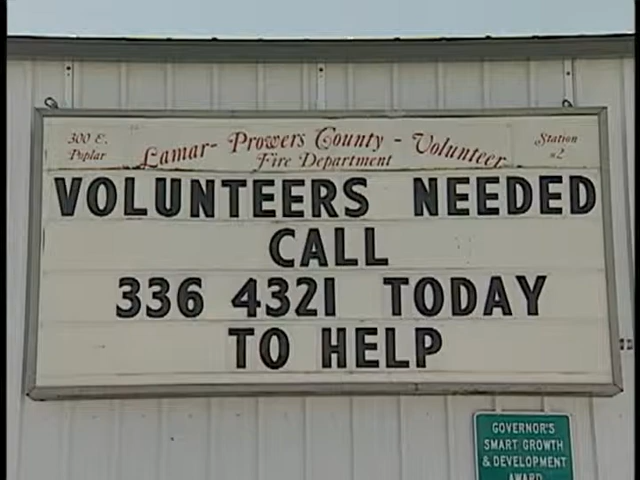 300 E. Poplar
Lamar- Prowers County - Volunteer
Fire Department
Station #2
VOLUNTEERS NEEDED
CALL
336 4321 TODAY
TO HELP
GOVERNOR'S
SMART GROWTH
& DEVELOPMENT
AWARD